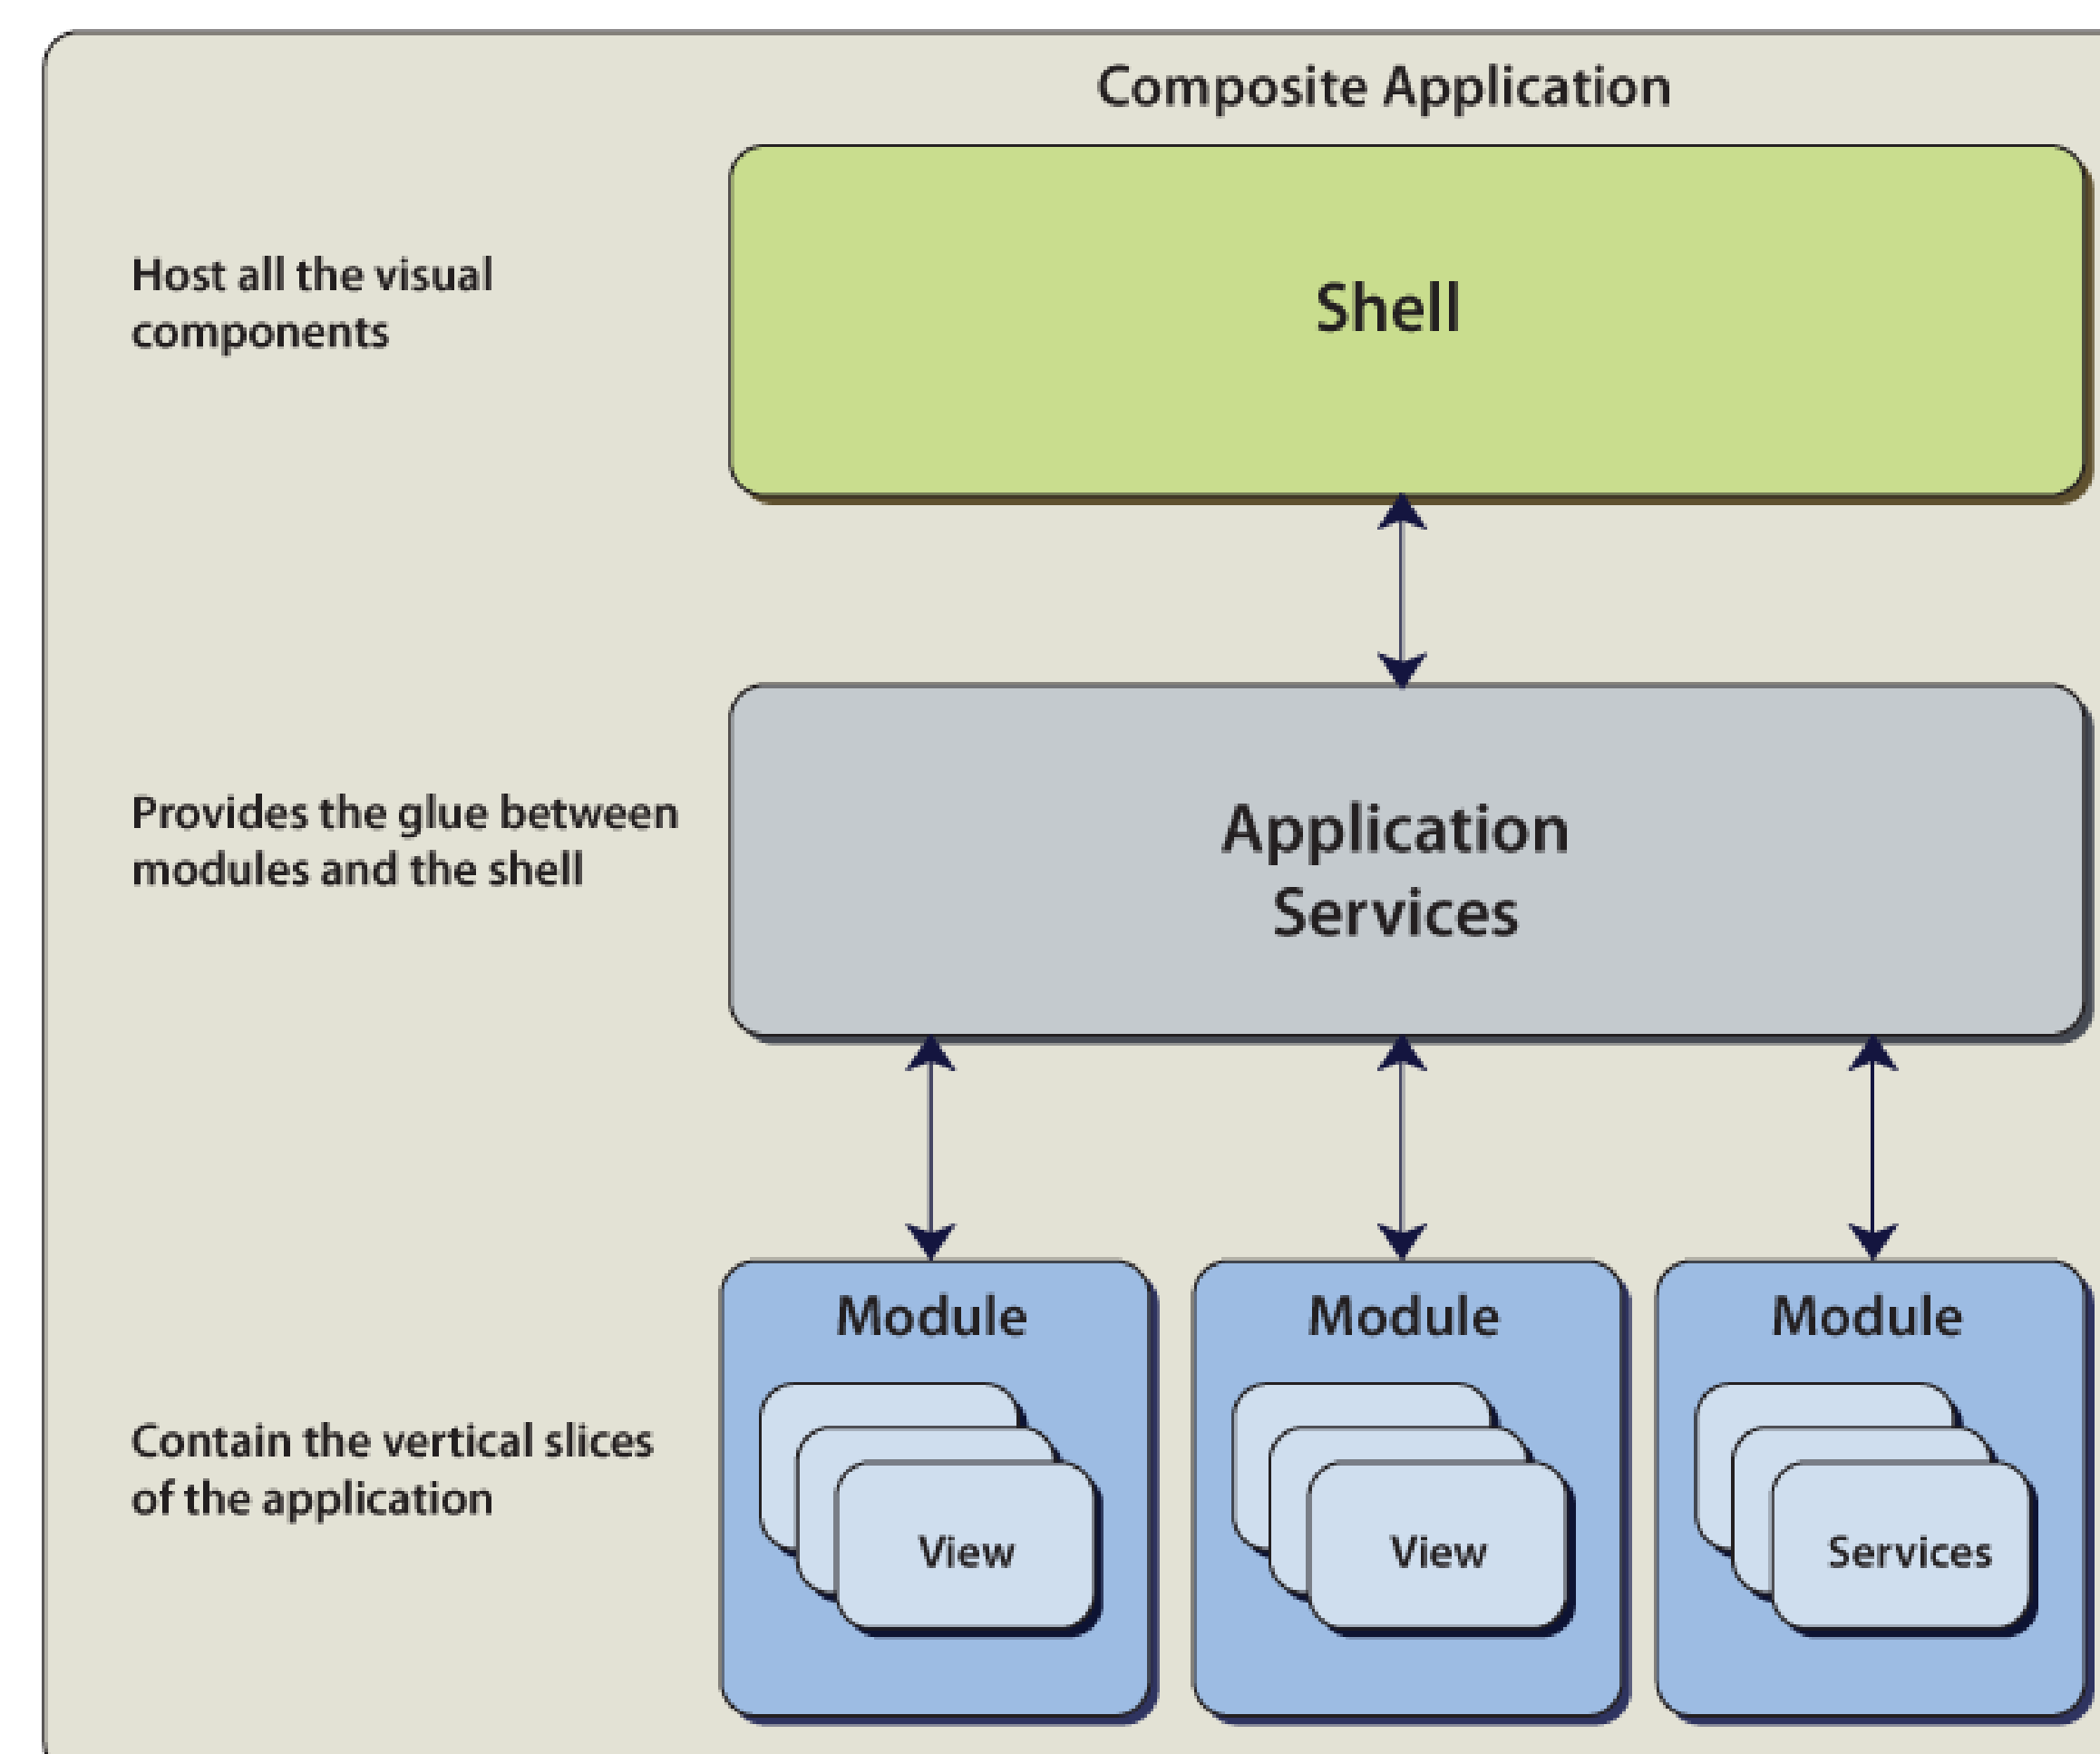 Composite Application
Host all the visual
components
Shell
Provides the glue between
modules and the shell
Application
Services
Contain the vertical slices
of the application
Module
View
Module
View
Module
Services